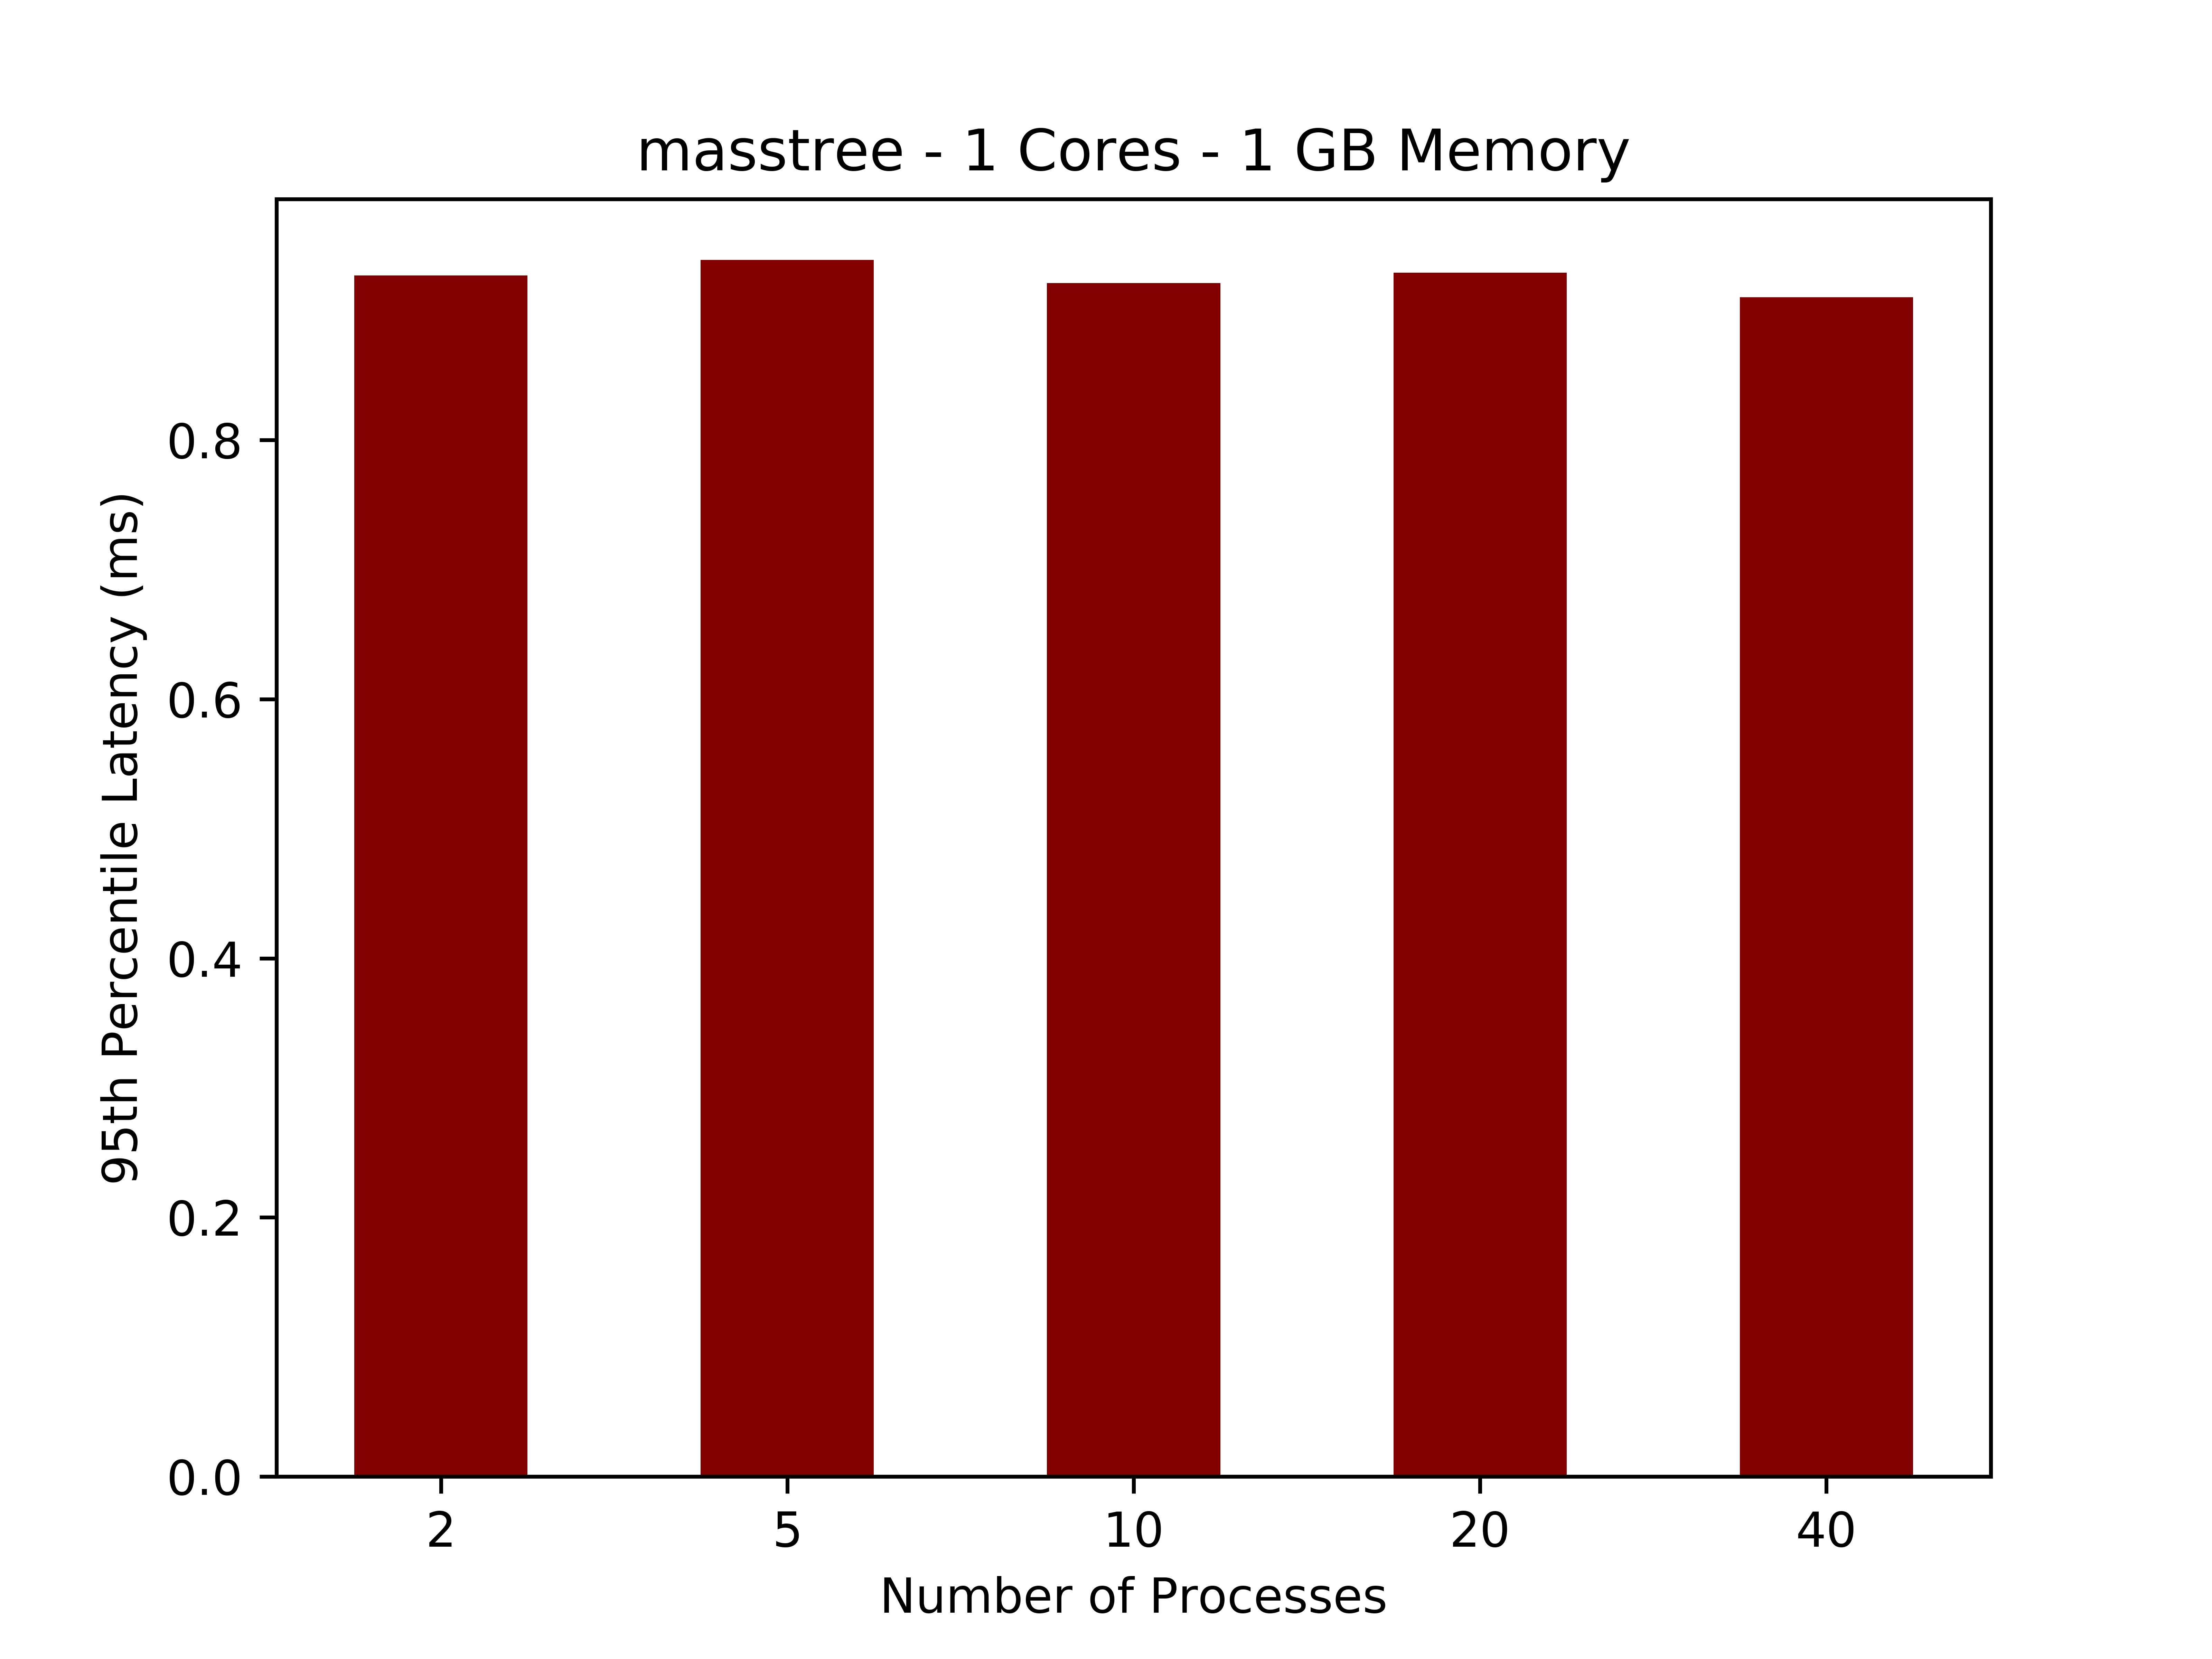 masstree - 1 Cores - 1 GB Memory
95th Percentile Latency (ms)
0.8
0.6
0.4
0.2
0.0
2 5 10 20 40
Number of Processes